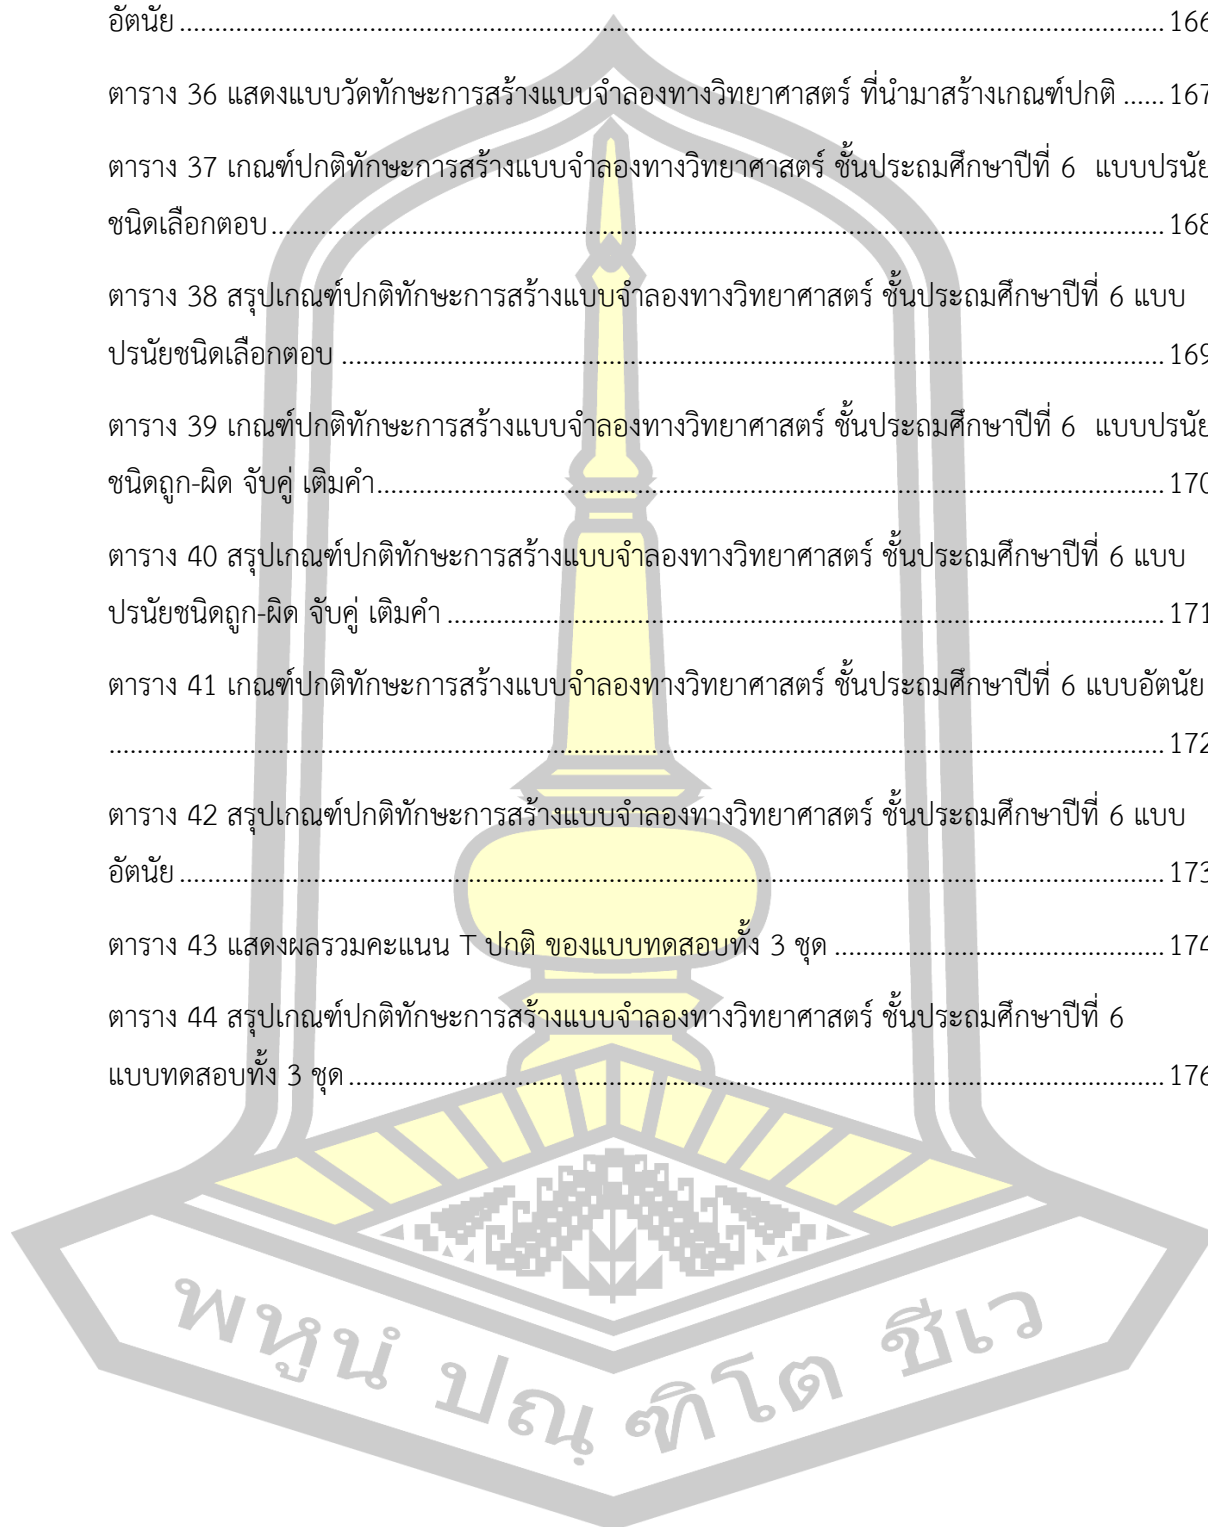 อัตนัย ........................................................................................................................ 166
ตาราง 36 แสดงแบบวัดทักษะการสร้างแบบจำลองทางวิทยาศาสตร์ ที่นำมาสร้างเกณฑ์ปกติ ...... 167
ตาราง 37 เกณฑ์ปกติทักษะการสร้างแบบจำลองทางวิทยาศาสตร์ ชั้นประถมศึกษาปีที่ 6 แบบปรนัย
ชนิดเลือกตอบ ............................................................................................................. 168
ตาราง 38 สรุปเกณฑ์ปกติทักษะการสร้างแบบจำลองทางวิทยาศาสตร์ ชั้นประถมศึกษาปีที่ 6 แบบ
ปรนัยชนิดเลือกตอบ .................................................................................................... 169
ตาราง 39 เกณฑ์ปกติทักษะการสร้างแบบจำลองทางวิทยาศาสตร์ ชั้นประถมศึกษาปีที่ 6 แบบปรนัย
ชนิดถูก-ผิด จับคู่ เติมคำ ................................................................................................ 170
ตาราง 40 สรุปเกณฑ์ปกติทักษะการสร้างแบบจำลองทางวิทยาศาสตร์ ชั้นประถมศึกษาปีที่ 6 แบบ
ปรนัยชนิดถูก-ผิด จับคู่ เติมคำ ....................................................................................... 171
ตาราง 41 เกณฑ์ปกติทักษะการสร้างแบบจำลองทางวิทยาศาสตร์ ชั้นประถมศึกษาปีที่ 6 แบบอัตนัย
................................................................................................................................ 172
ตาราง 42 สรุปเกณฑ์ปกติทักษะการสร้างแบบจำลองทางวิทยาศาสตร์ ชั้นประถมศึกษาปีที่ 6 แบบ
อัตนัย ........................................................................................................................ 173
ตาราง 43 แสดงผลรวมคะแนน T ปกติ ของแบบทดสอบทั้ง 3 ชุด ........................................ 174
ตาราง 44 สรุปเกณฑ์ปกติทักษะการสร้างแบบจำลองทางวิทยาศาสตร์ ชั้นประถมศึกษาปีที่ 6
แบบทดสอบทั้ง 3 ชุด .................................................................................................... 176
พหูนํ ปณฺ ฑิโต ชีเว